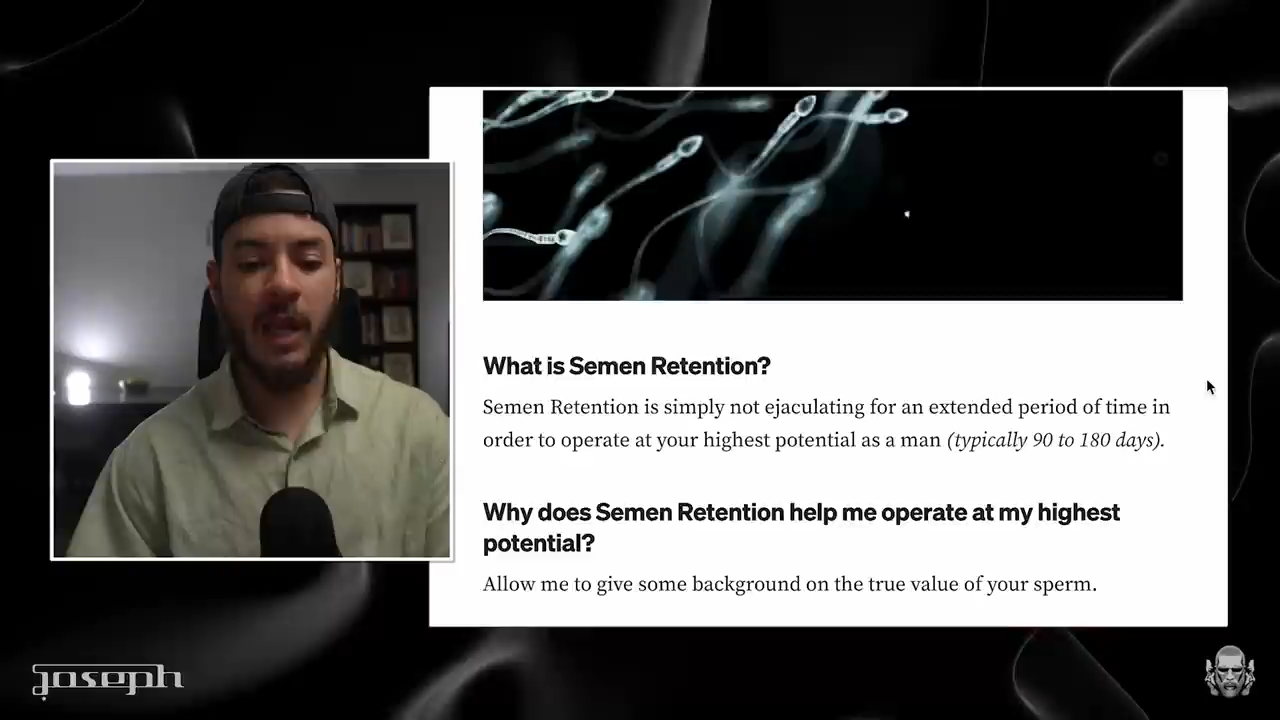 What is Semen Retention?
Semen Retention is simply not ejaculating for an extended period of time in
order to operate at your highest potential as a man (typically 90 to 180 days).
Why does Semen Retention help me operate at my highest
potential?
Allow me to give some background on the true value of your sperm.
joseph